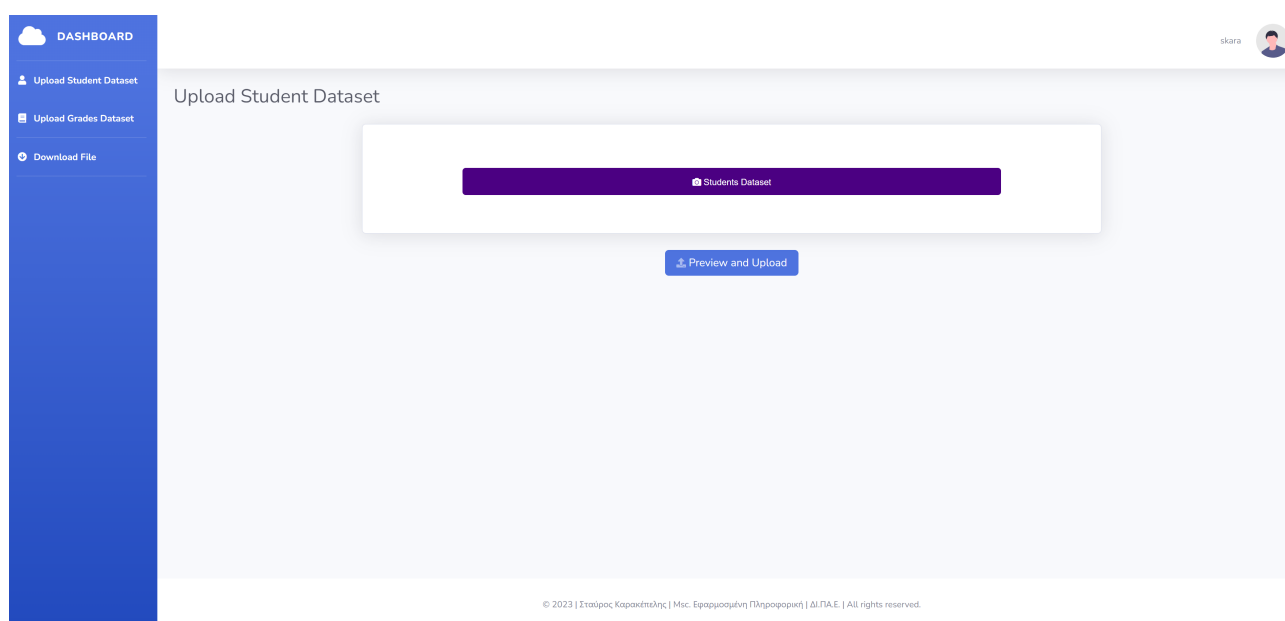 DASHBOARD
skara
Upload Student Dataset
Upload Grades Dataset
Download File
Upload Student Dataset
Students Dataset
Preview and Upload
© 2023 | Σταύρος Καρακέπελης | Msc. Εφαρμοσμένη Πληροφορική | ΔΙ.ΠΑ.Ε. | All rights reserved.